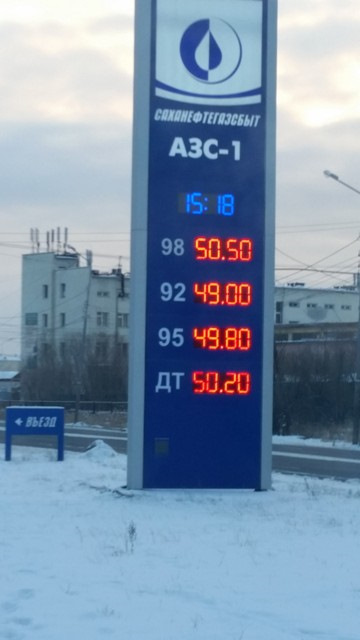 САХАНЕФТЕГАЗСБЫТ
АЗС-1
15:18
98 50.50
92 49.00
95 49.80
ДТ 50.20
ВЪЕЗД